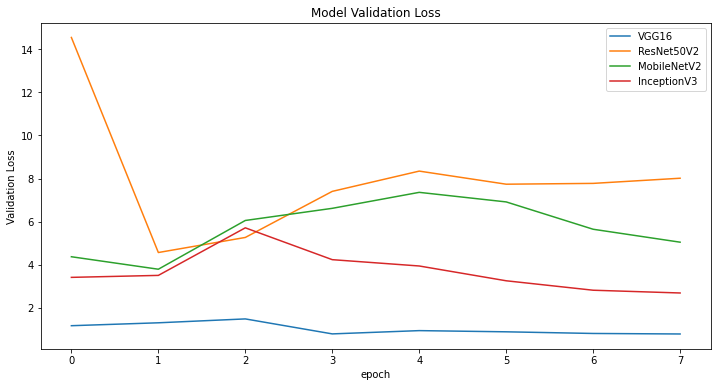 Model Validation Loss
VGG16
ResNet50V2
MobileNetV2
InceptionV3
Validation Loss
14
12
10
8
6
4
2
0 1 2 3 4 5 6 7
epoch